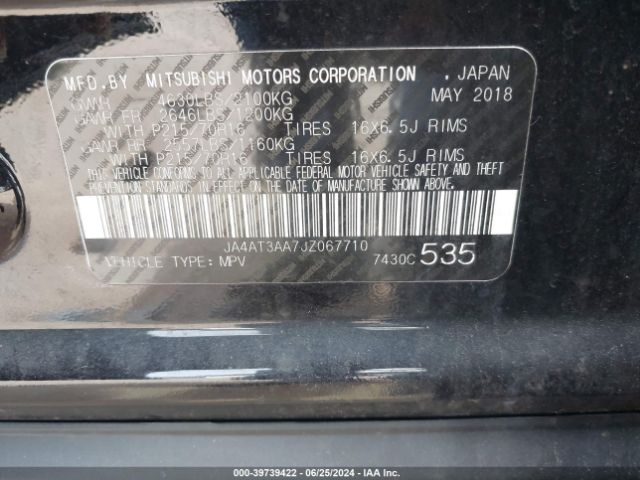 MFD.BY MITSUBISHI MOTORS CORPORATION . JAPAN
GVWR 4630LBS/2100KG MAY 2018
GAWR FR 2646LBS/1200KG
WITH P215/70R16 TIRES 16X6.5J RIMS
GAWR RR 2557LBS/1160KG
WITH P215/70R16 TIRES 16X6.5J RIMS
THIS VEHICLE CONFORMS TO ALL APPLICABLE FEDERAL MOTOR VEHICLE SAFETY AND THEFT
PREVENTION STANDARDS IN EFFECT ON THE DATE OF MANUFACTURE SHOWN ABOVE.
JA4AT3AA7JZ067710
VEHICLE TYPE: MPV 7430C 535
000-39739422 - 06/25/2024 - IAA Inc.